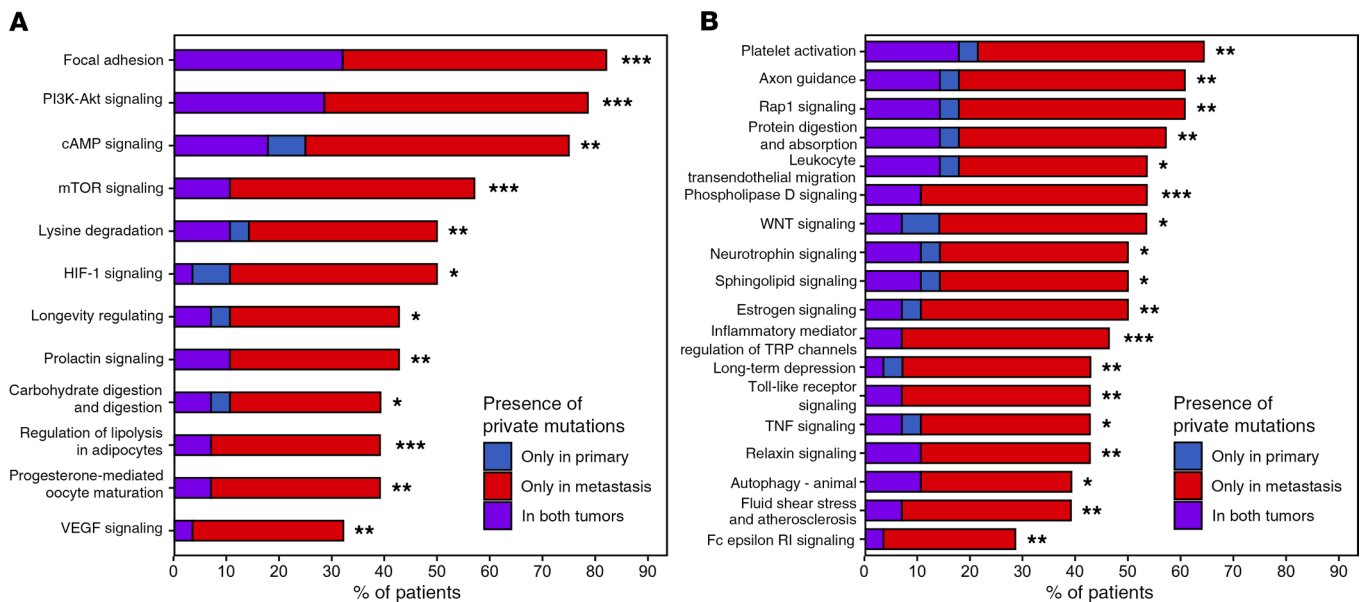 A
Focal adhesion
***
PI3K-Akt signaling
***
cAMP signaling
**
mTOR signaling
***
Lysine degradation
**
HIF-1 signaling
*
Longevity regulating
*
Prolactin signaling
**
Carbohydrate digestion
and digestion
*
Regulation of lipolysis
in adipocytes
***
Progesterone-mediated
oocyte maturation
**
VEGF signaling
**
Presence of
private mutations
Only in primary
Only in metastasis
In both tumors
0 10 20 30 40 50 60 70 80 90
% of patients
B
Platelet activation
**
Axon guidance
**
Rap1 signaling
**
Protein digestion
and absorption
**
Leukocyte
transendothelial migration
*
Phospholipase D signaling
***
WNT signaling
*
Neurotrophin signaling
*
Sphingolipid signaling
*
Estrogen signaling
**
Inflammatory mediator
regulation of TRP channels
***
Long-term depression
**
Toll-like receptor
signaling
**
TNF signaling
*
Relaxin signaling
**
Autophagy - animal
*
Fluid shear stress
and atherosclerosis
**
Fc epsilon RI signaling
**
Presence of
private mutations
Only in primary
Only in metastasis
In both tumors
0 10 20 30 40 50 60 70 80 90
% of patients